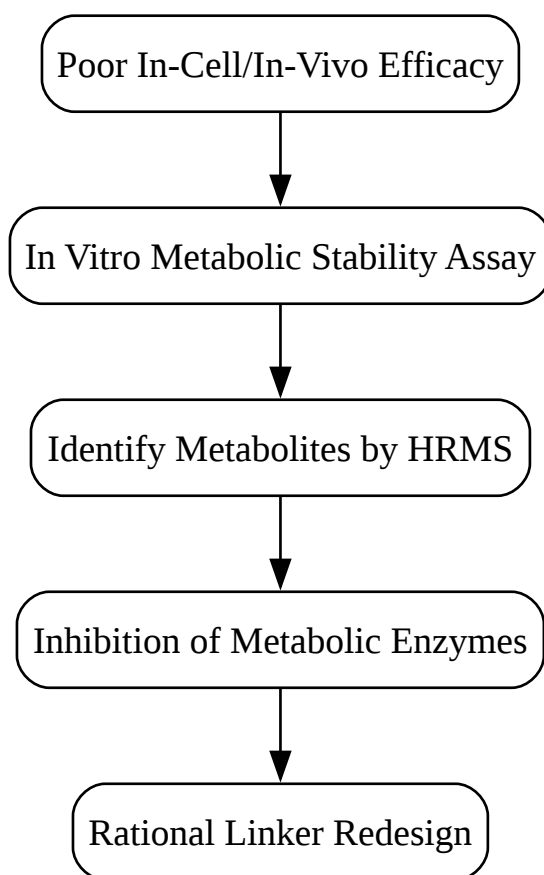 Poor In-Cell/In-Vivo Efficacy
In Vitro Metabolic Stability Assay
Identify Metabolites by HRMS
Inhibition of Metabolic Enzymes
Rational Linker Redesign